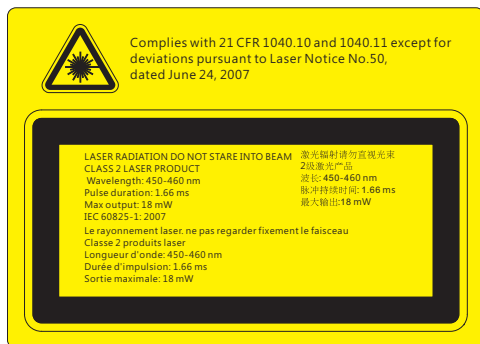 Complies with 21 CFR 1040.10 and 1040.11 except for
deviations pursuant to Laser Notice No.50,
dated June 24, 2007
LASER RADIATION DO NOT STARE INTO BEAM
CLASS 2 LASER PRODUCT
Wavelength: 450-460 nm
Pulse duration: 1.66 ms
Max output: 18 mW
IEC 60825-1: 2007
Le rayonnement laser. ne pas regarder fixement le faisceau
Classe 2 produits laser
Longueur d'onde: 450-460 nm
Durée d'impulsion: 1.66 ms
Sortie maximale: 18 mW
激光辐射请勿直视光束
2级激光产品
波长: 450-460 nm
脉冲持续时间: 1.66 ms
最大输出:18 mW